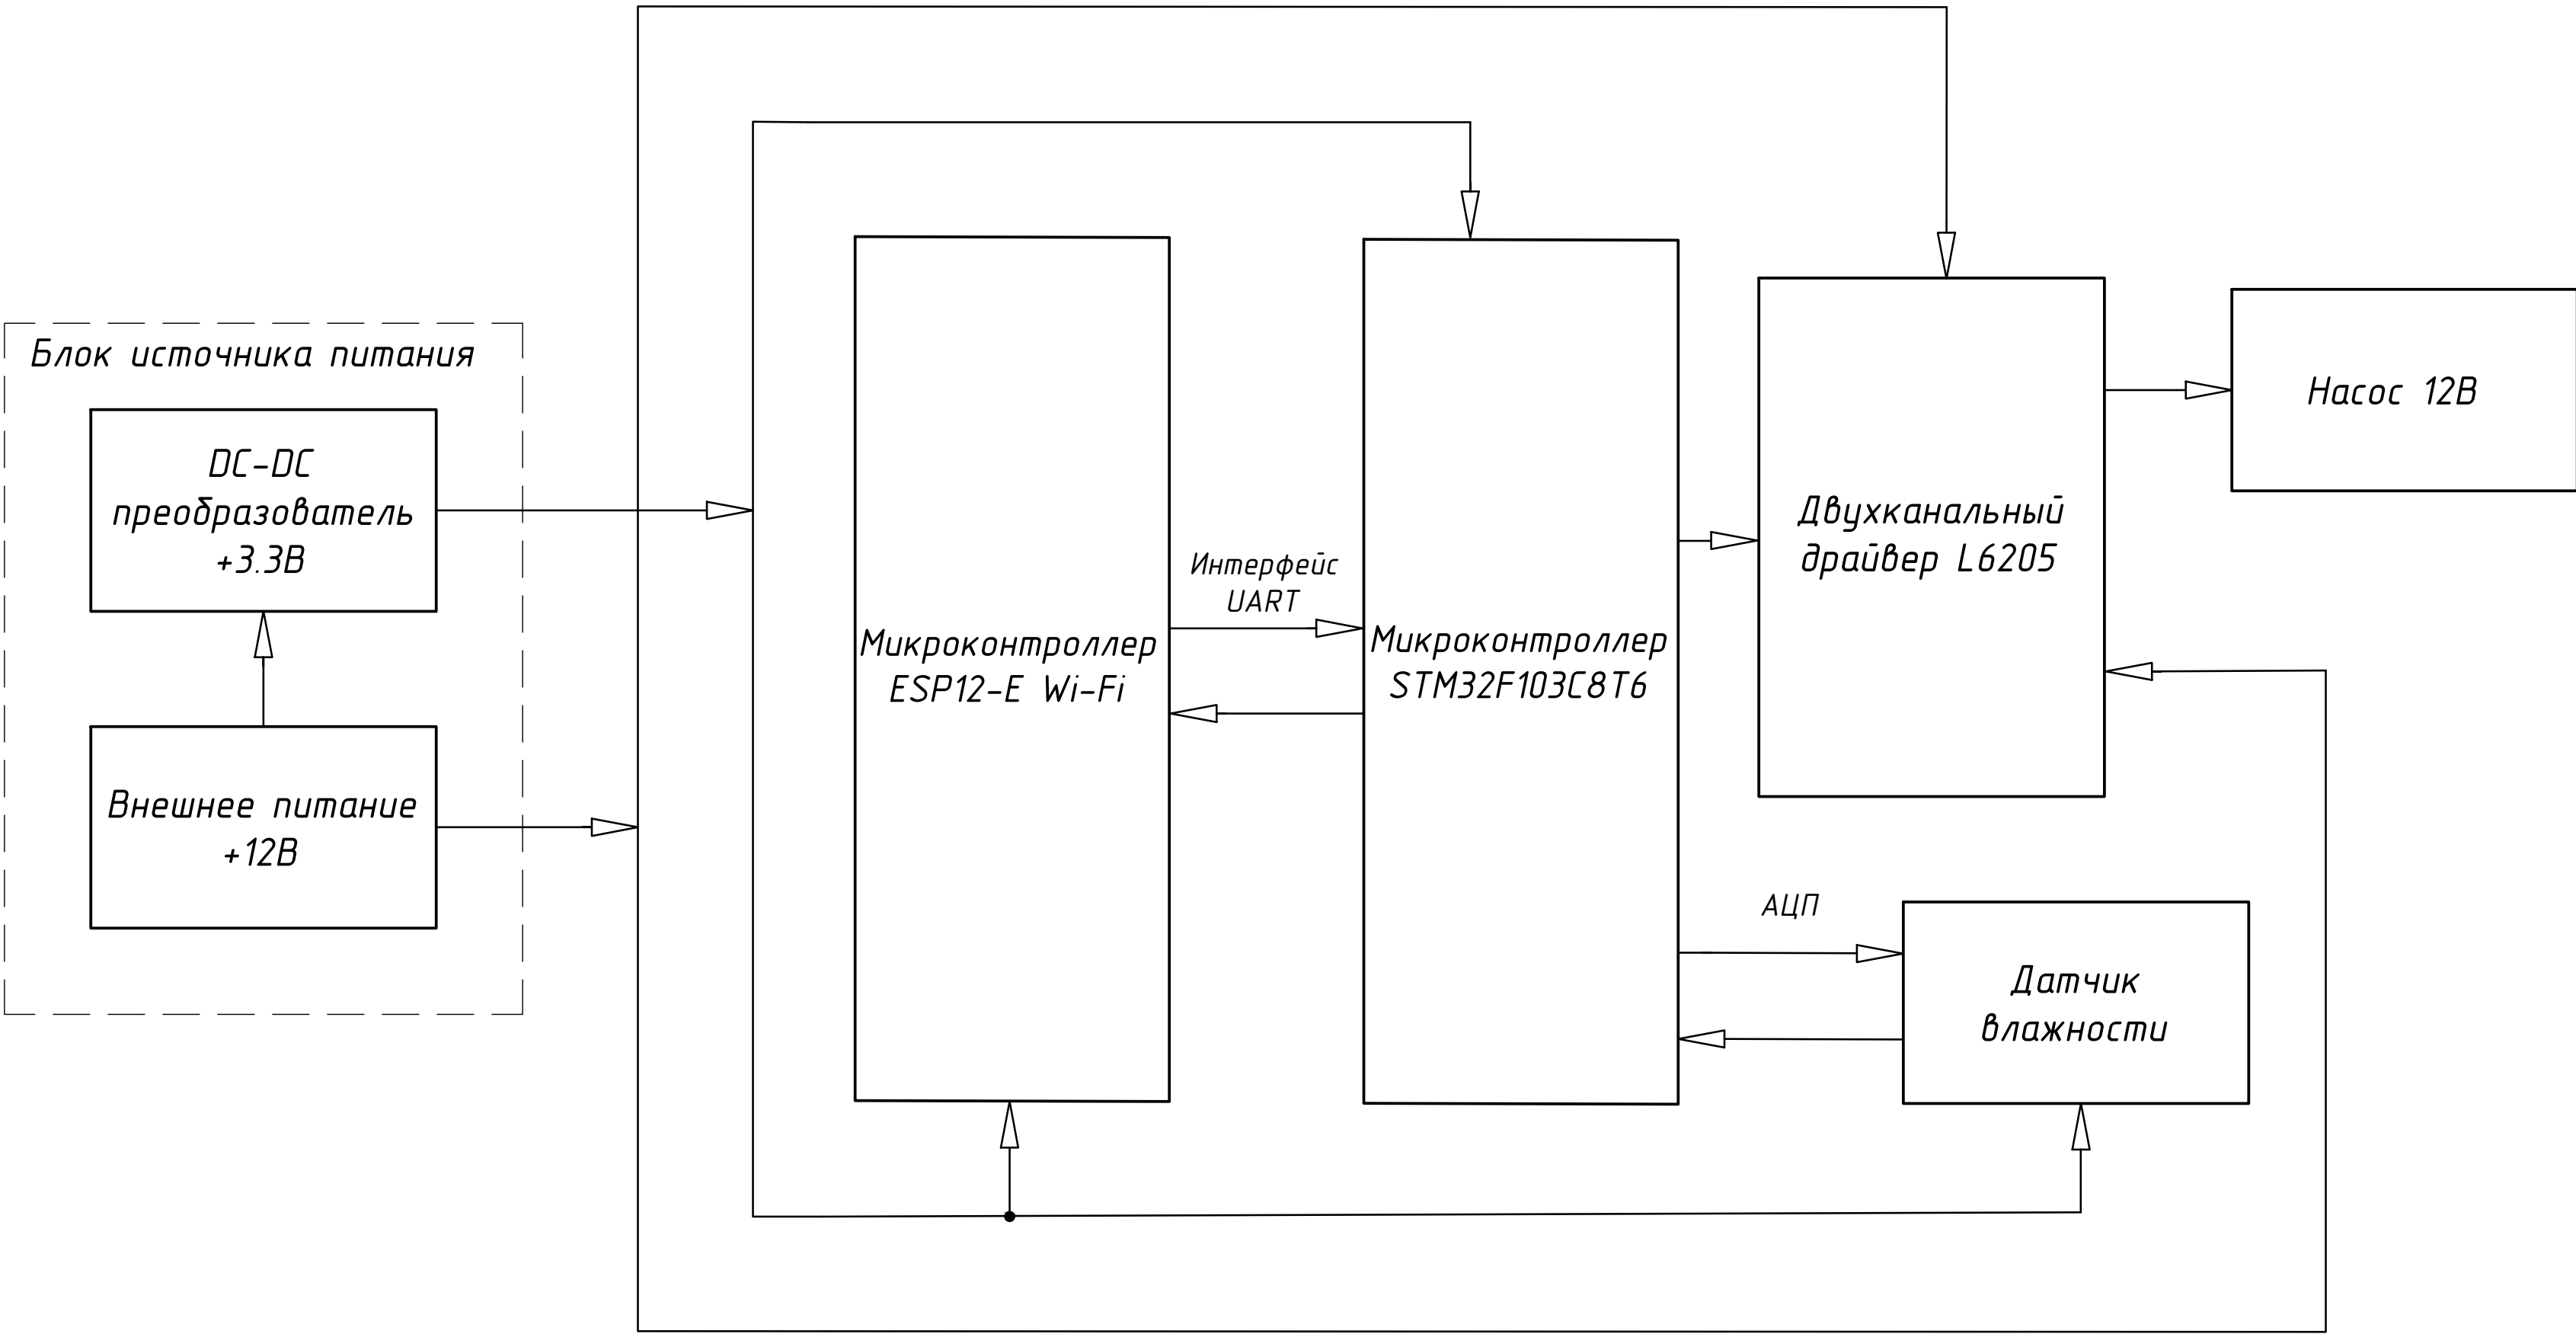 Блок источника питания
DC-DC
преобразователь
+3.3В
Внешнее питание
+12В
Микроконтроллер
ESP12-E Wi-Fi
Интерфейс
UART
Микроконтроллер
STM32F103C8T6
Двухканальный
драйвер L6205
Насос 12В
АЦП
Датчик
влажности